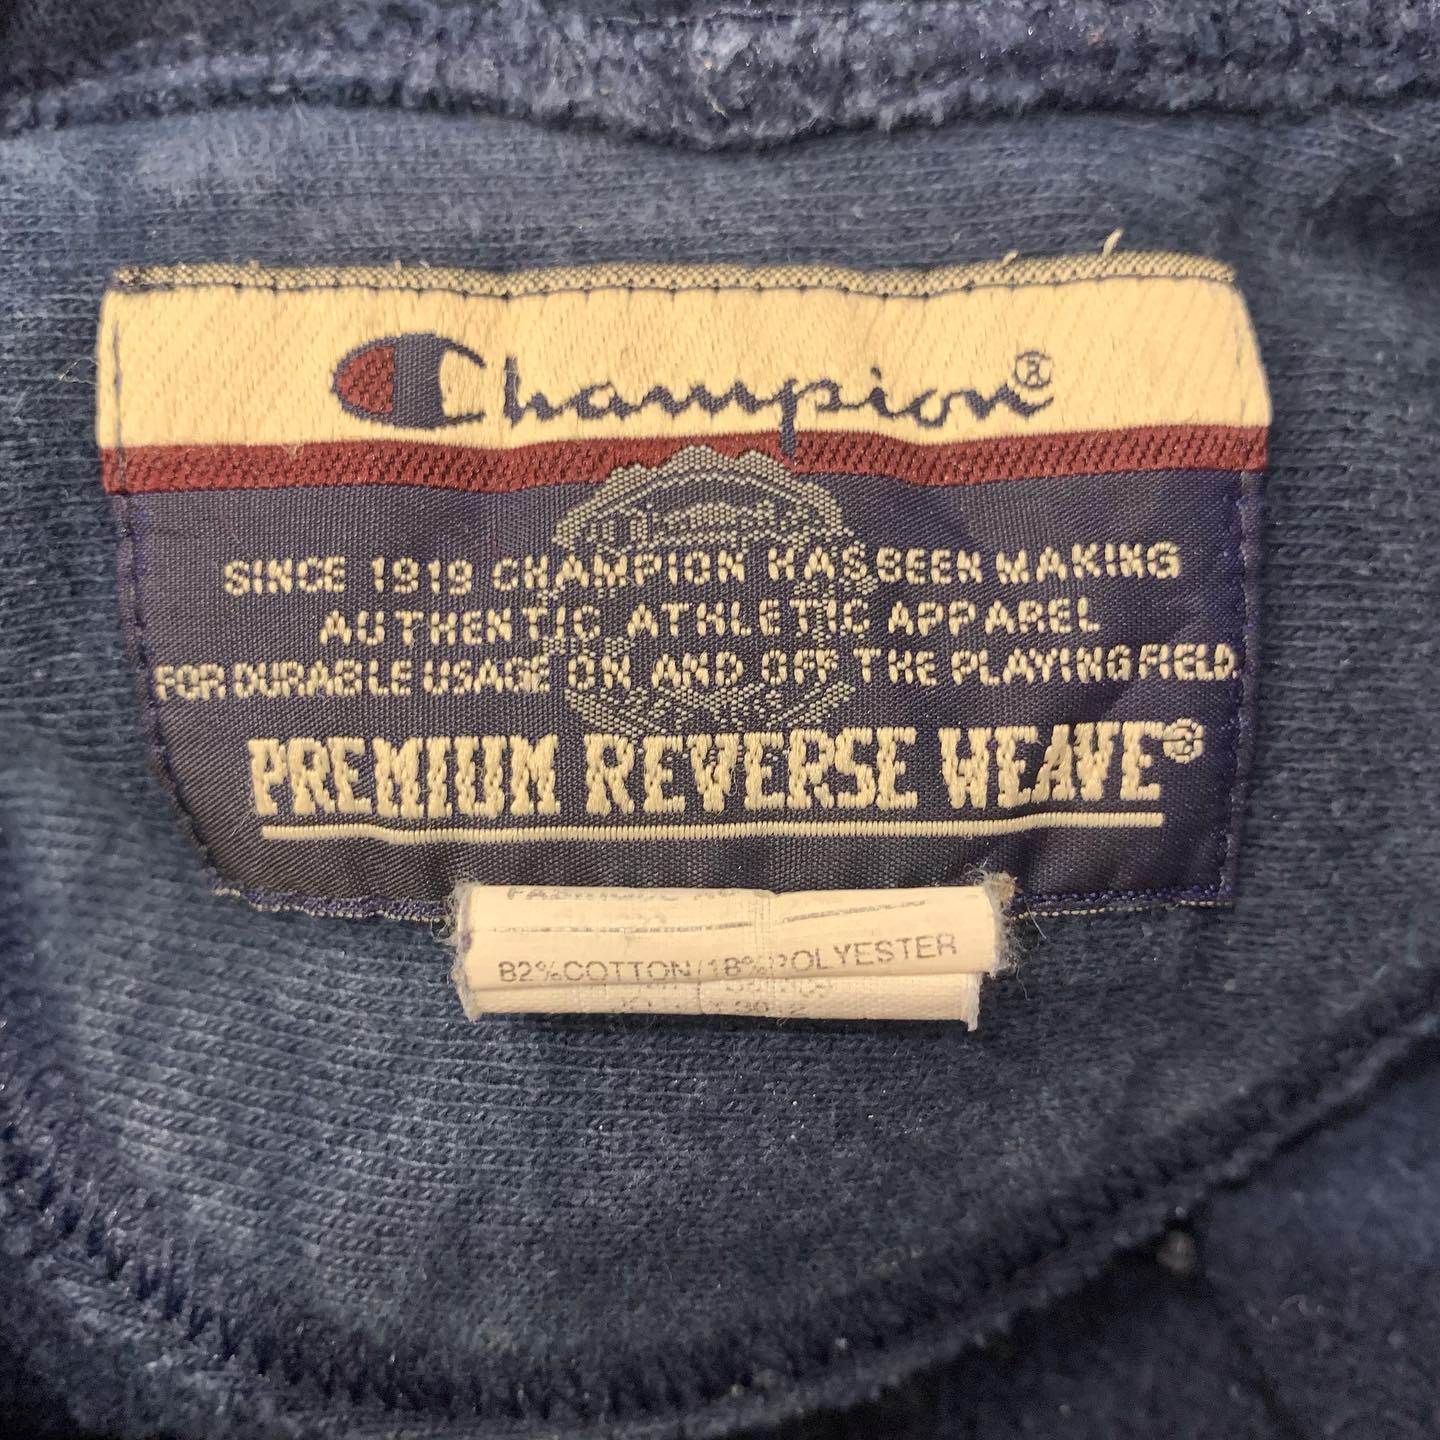 Champion®
SINCE 1919 CHAMPION HAS BEEN MAKING
AUTHENTIC ATHLETIC APPAREL
FOR DURABLE USAGE ON AND OFF THE PLAYING FIELD.
PREMIUM REVERSE WEAVE®
82%COTTON/18%POLYESTER